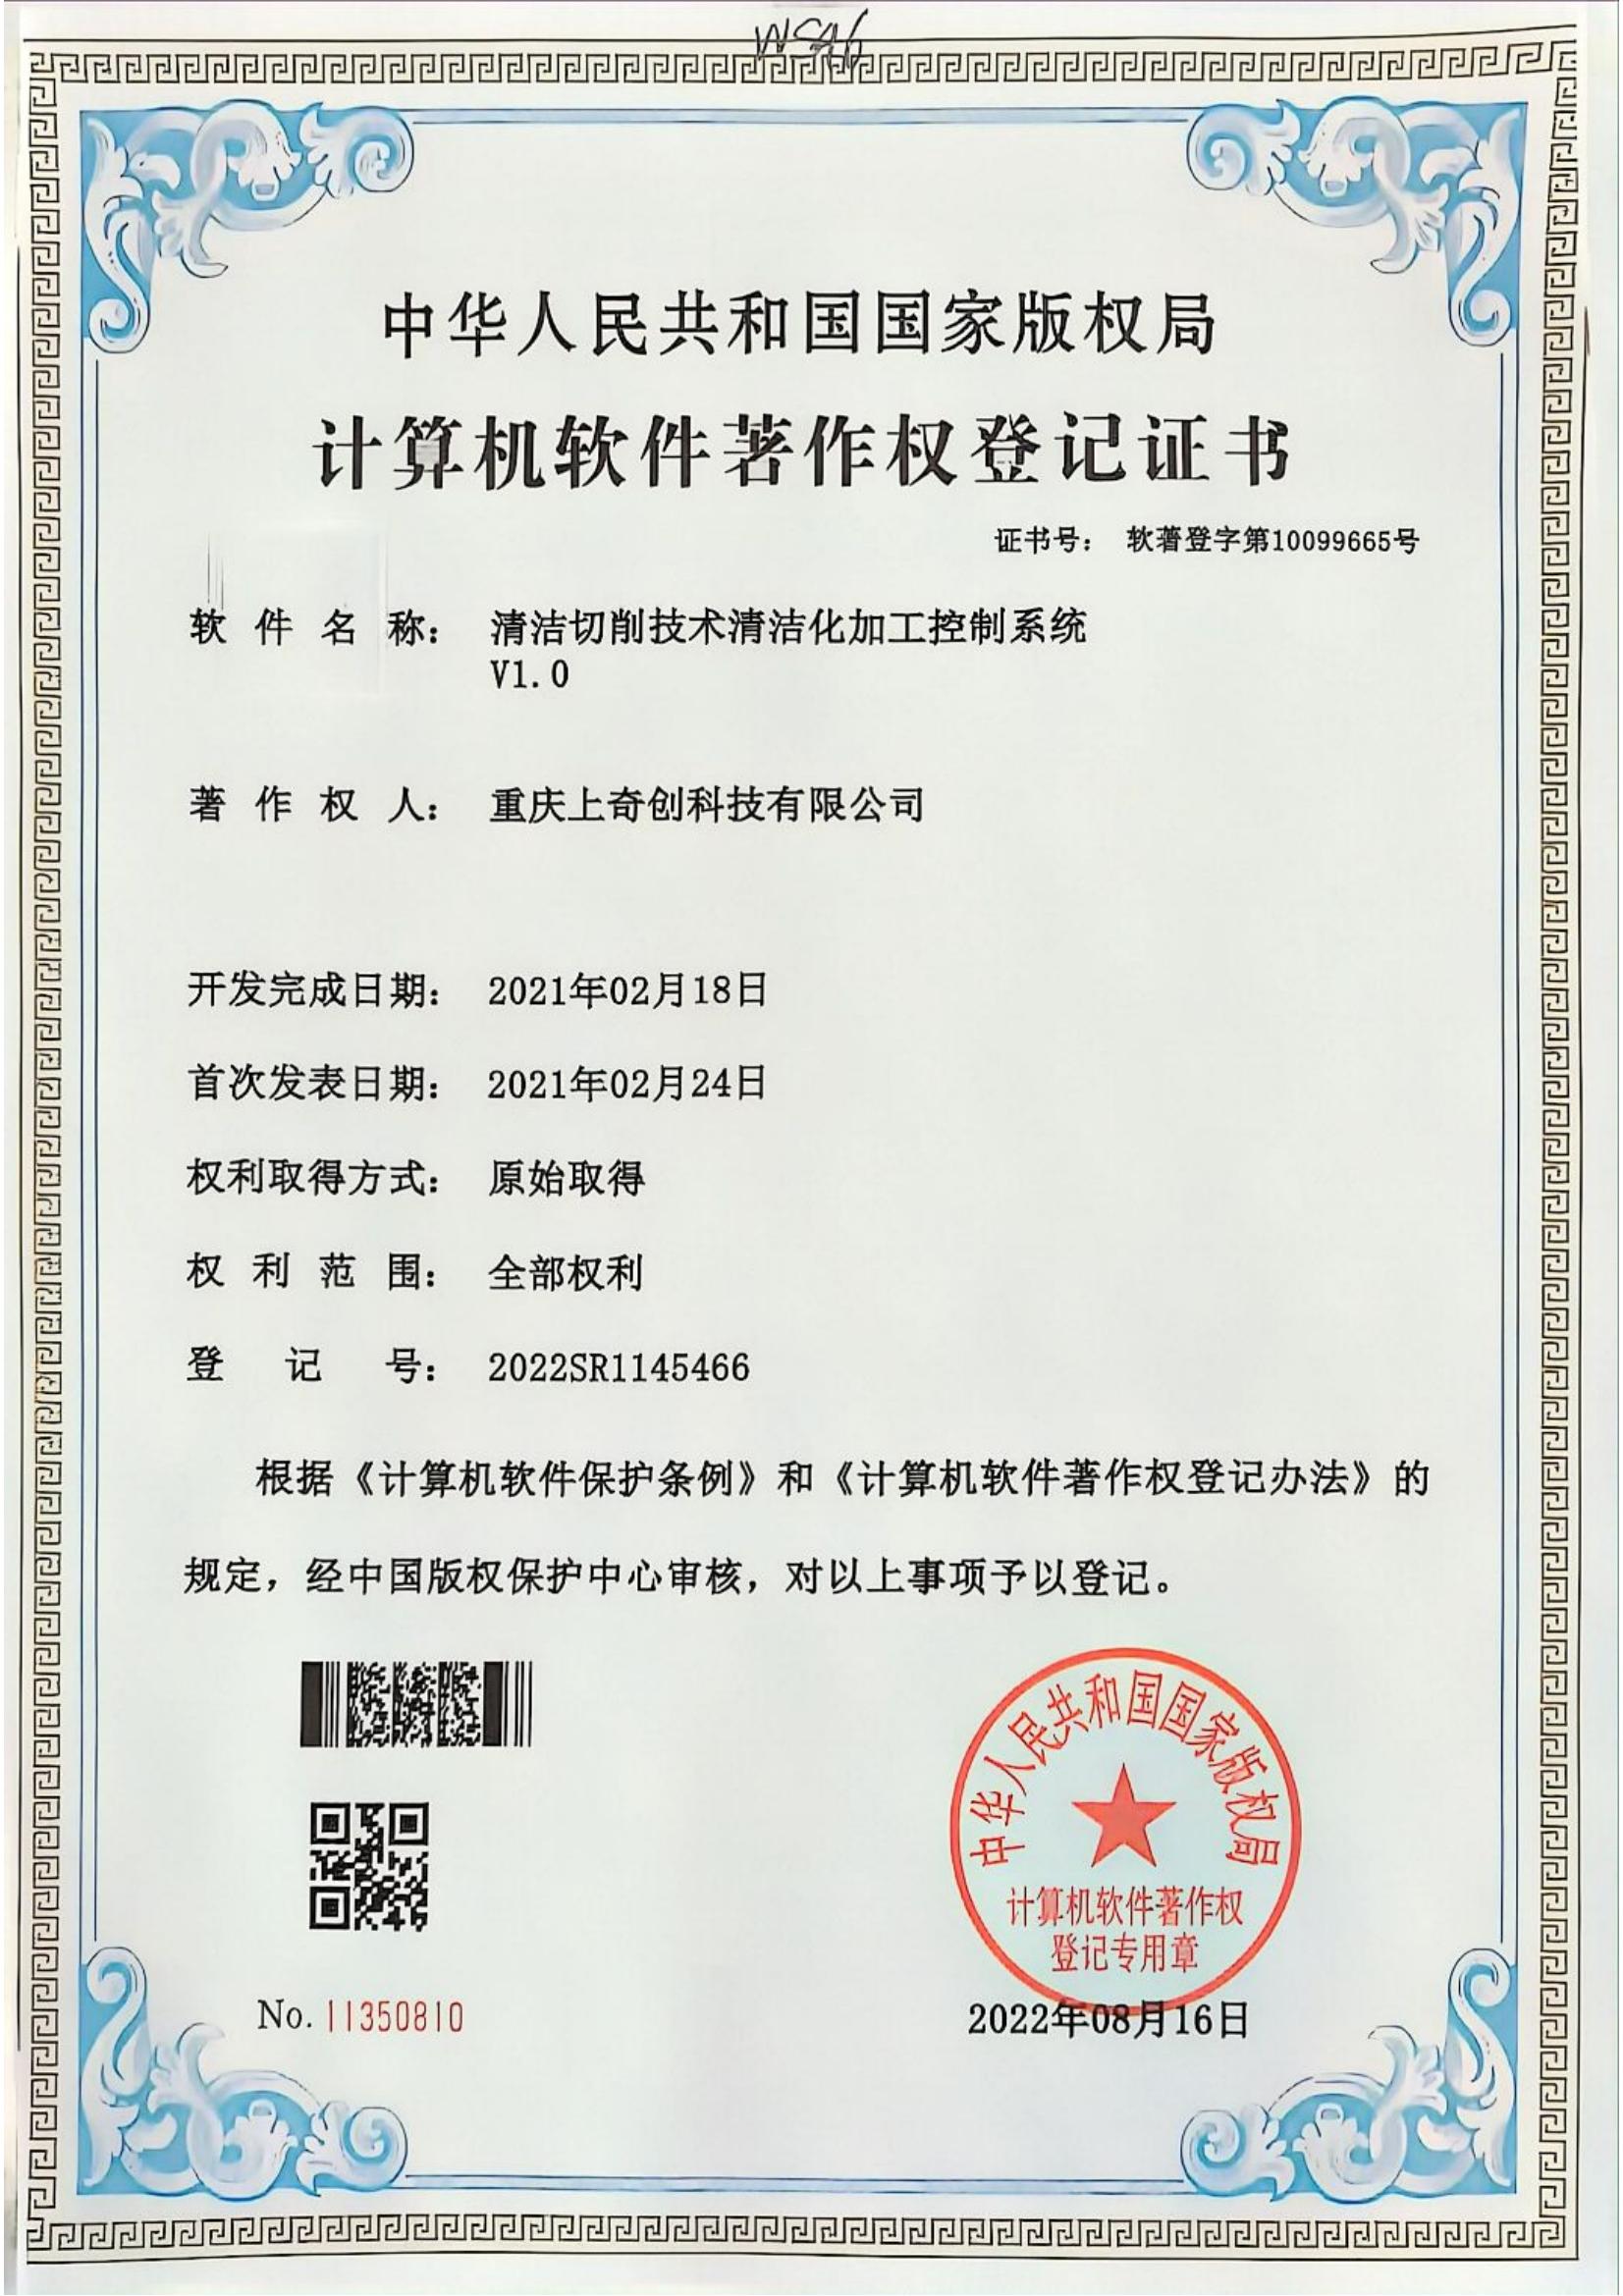 中华人民共和国国家版权局
计算机软件著作权登记证书
证书号： 软著登字第10099665号
软件名称： 清洁切削技术清洁化加工控制系统
V1.0
著作权人： 重庆上奇创科技有限公司
开发完成日期： 2021年02月18日
首次发表日期： 2021年02月24日
权利取得方式： 原始取得
权利范围： 全部权利
登记号： 2022SR1145466
根据《计算机软件保护条例》和《计算机软件著作权登记办法》的
规定，经中国版权保护中心审核，对以上事项予以登记。
中华人民共和国国家版权局
计算机软件著作权
登记专用章
No. 11350810
2022年08月16日